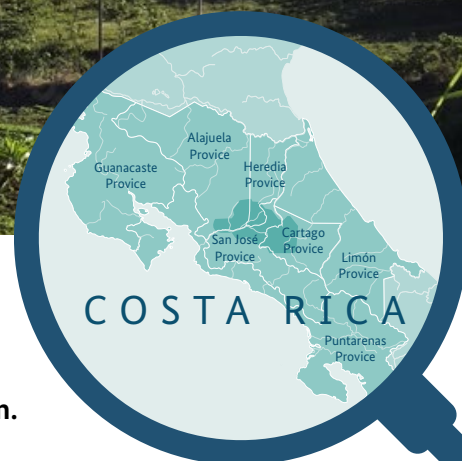 Alajuela
Provice
Guanacaste
Provice
Heredia
Provice
San José
Provice
Cartago
Provice
Limón
Provice
COSTA RICA
Puntarenas
Provice
n.